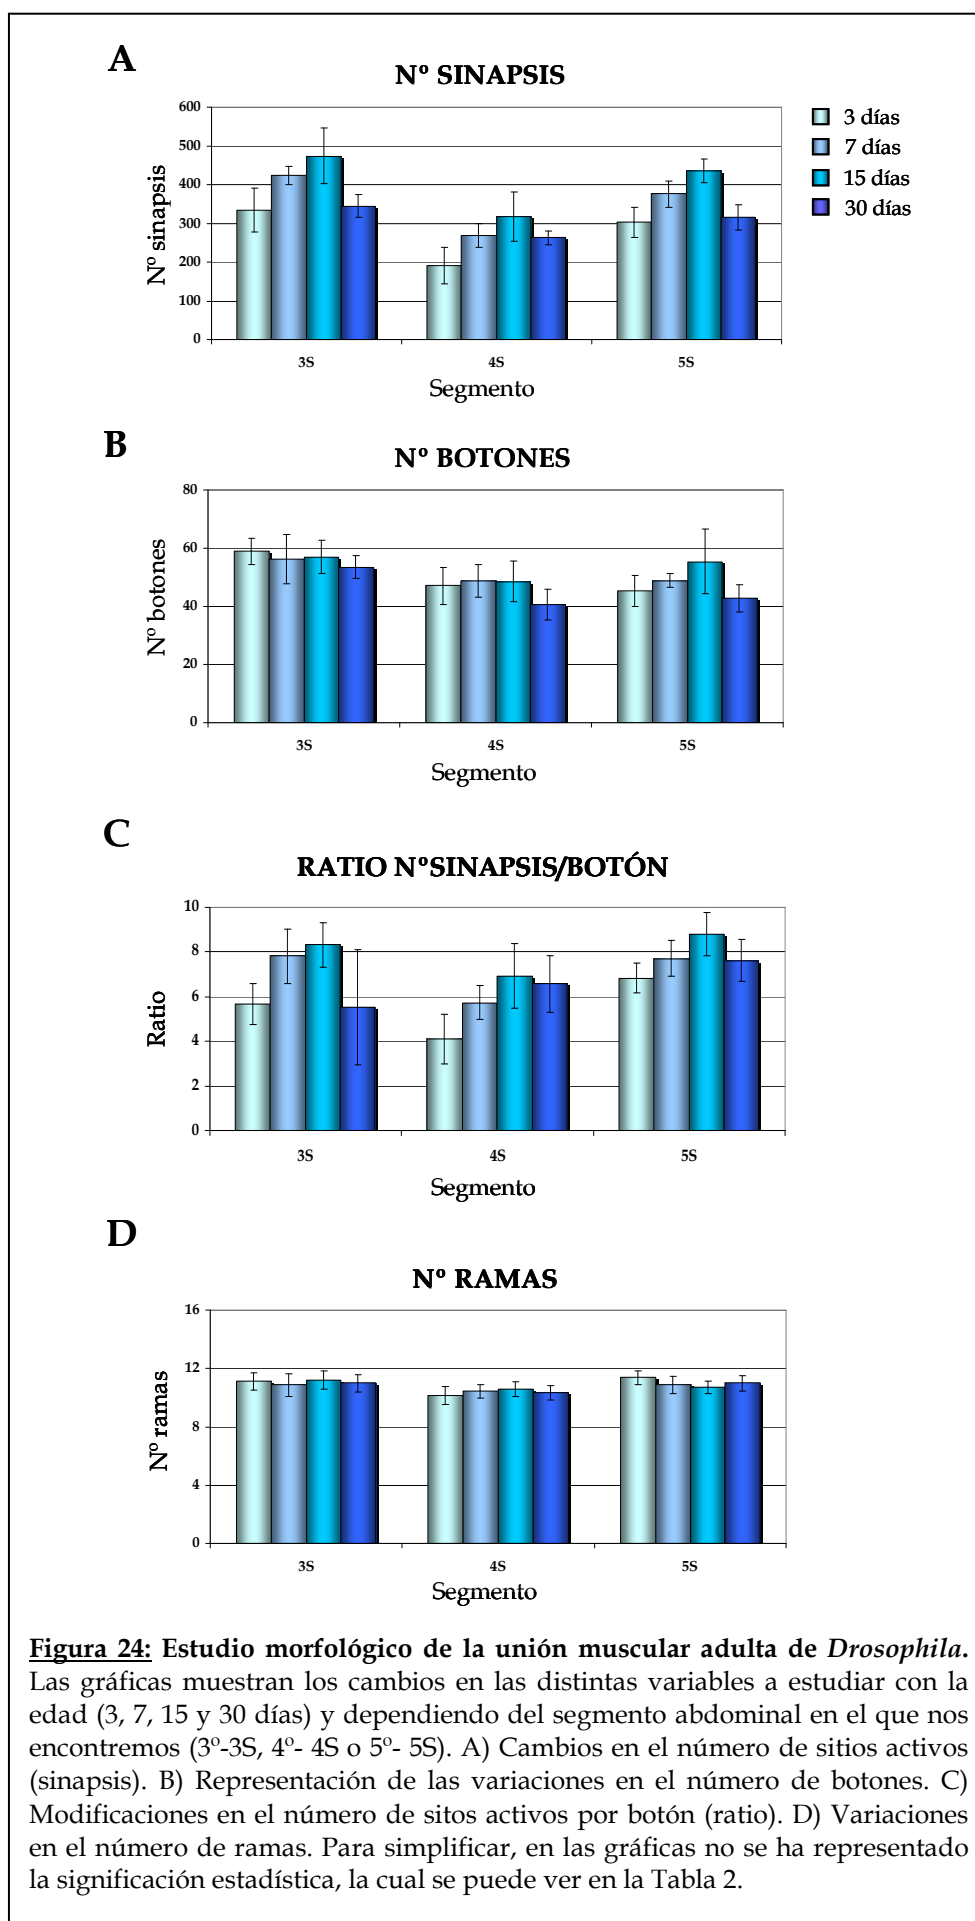 A
Nº SINAPSIS
600
500
400
300
200
100
0
Nº sinapsis
3S
4S
5S
Segmento
3 días
7 días
15 días
30 días
B
Nº BOTONES
80
60
40
20
0
Nº botones
3S
4S
5S
Segmento
C
RATIO NºSINAPSIS/BOTÓN
10
8
6
4
2
0
Ratio
3S
4S
5S
Segmento
D
Nº RAMAS
16
12
8
4
0
Nº ramas
3S
4S
5S
Segmento
Figura 24: Estudio morfológico de la unión muscular adulta de Drosophila.
Las gráficas muestran los cambios en las distintas variables a estudiar con la
edad (3, 7, 15 y 30 días) y dependiendo del segmento abdominal en el que nos
encontremos (3º-3S, 4º- 4S o 5º- 5S). A) Cambios en el número de sitios activos
(sinapsis). B) Representación de las variaciones en el número de botones. C)
Modificaciones en el número de sitos activos por botón (ratio). D) Variaciones
en el número de ramas. Para simplificar, en las gráficas no se ha representado
la significación estadística, la cual se puede ver en la Tabla 2.